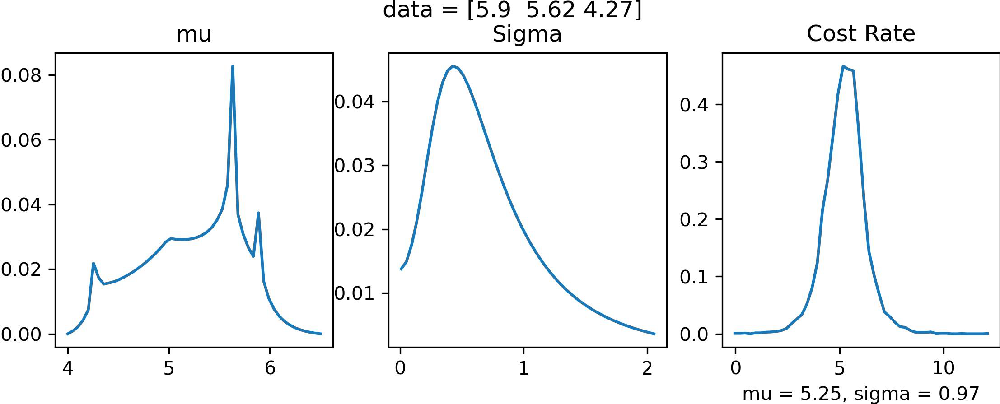 data = [5.9  5.62 4.27]
mu
Sigma
Cost Rate
0.08
0.06
0.04
0.02
0.00
4 5 6
0.04
0.03
0.02
0.01
0 1 2
0.4
0.3
0.2
0.1
0.0
0 5 10
mu = 5.25, sigma = 0.97